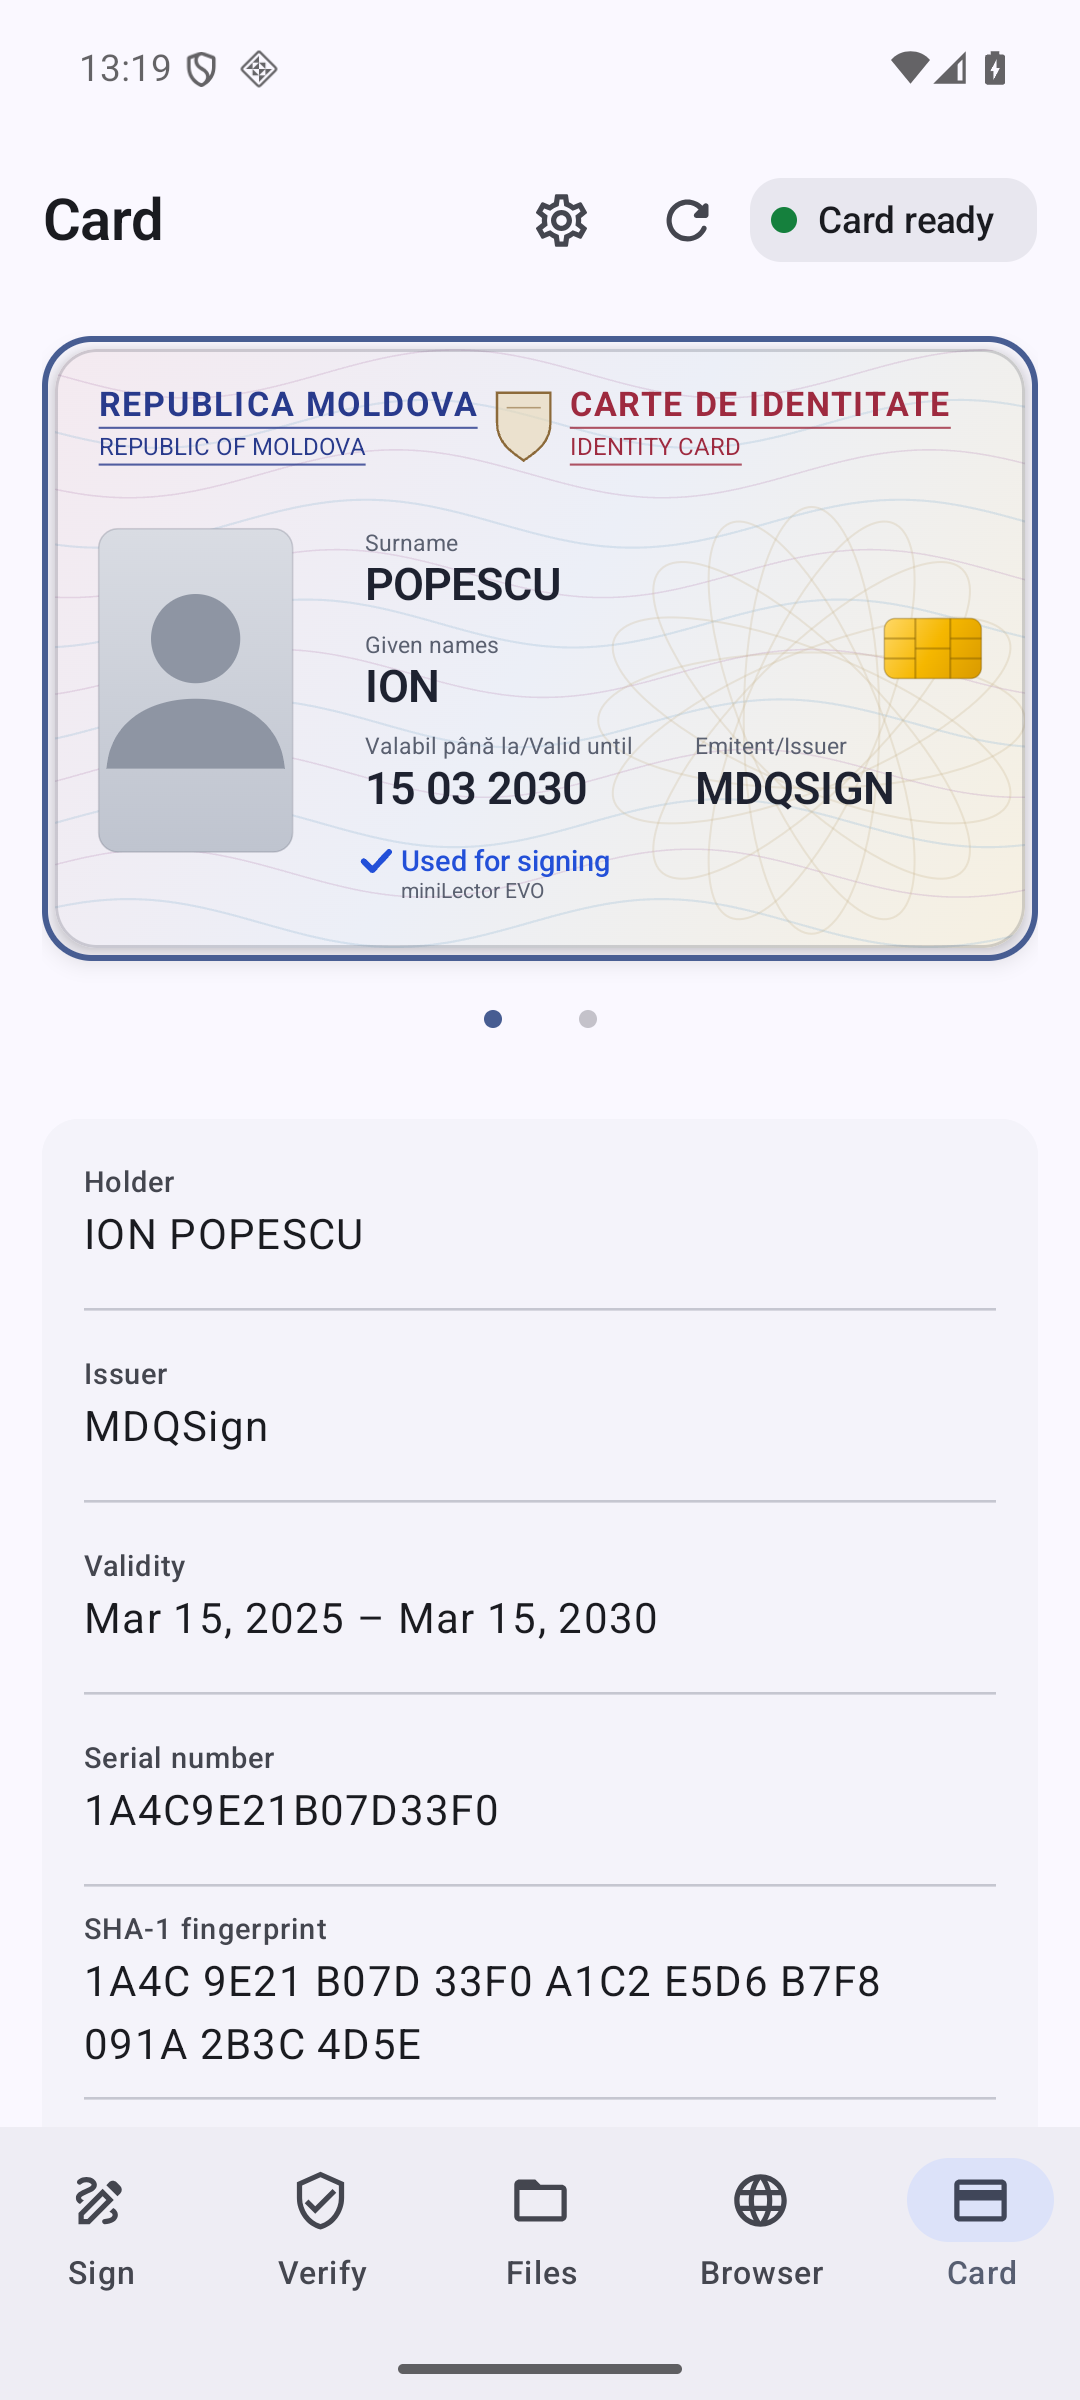 13:19
Card
Card ready
REPUBLICA MOLDOVA
REPUBLIC OF MOLDOVA
CARTE DE IDENTITATE
IDENTITY CARD
Surname
POPESCU
Given names
ION
Valabil până la/Valid until
15 03 2030
Emitent/Issuer
MDQSIGN
Used for signing
miniLector EVO
Holder
ION POPESCU
Issuer
MDQSign
Validity
Mar 15, 2025 – Mar 15, 2030
Serial number
1A4C9E21B07D33F0
SHA-1 fingerprint
1A4C 9E21 B07D 33F0 A1C2 E5D6 B7F8
091A 2B3C 4D5E
Sign
Verify
Files
Browser
Card